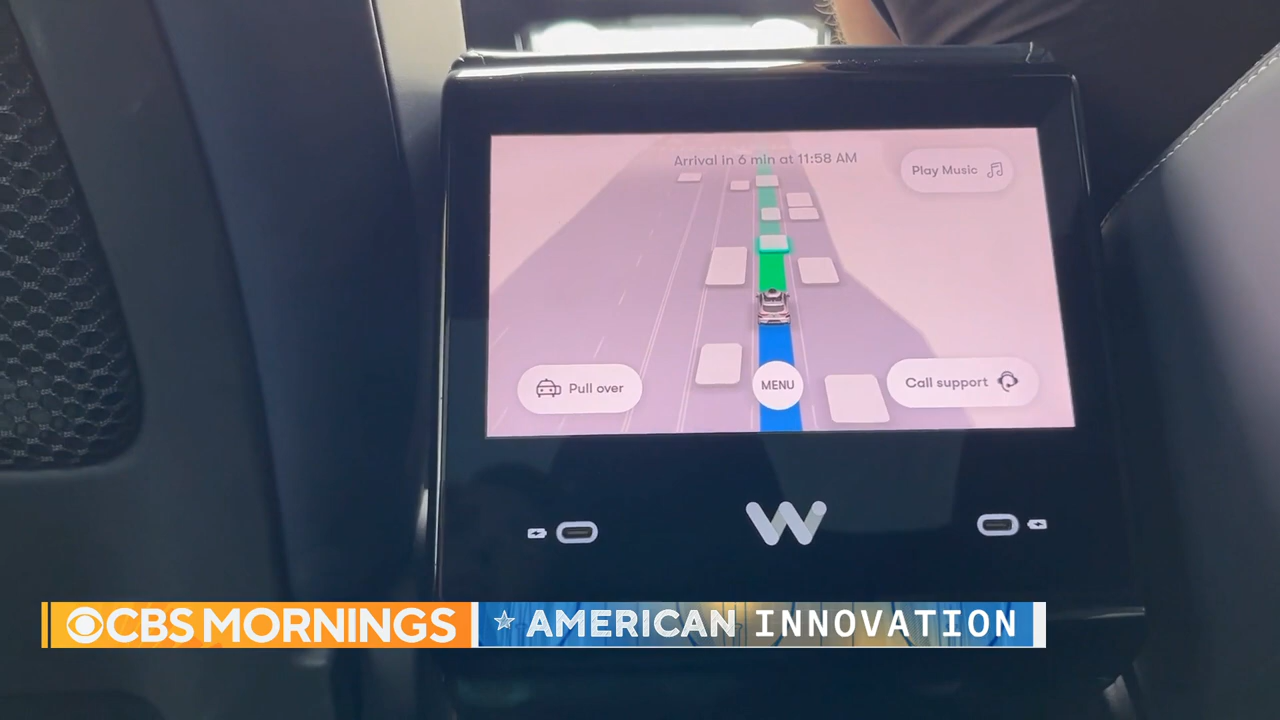 Arrival in 6 min at 11:58 AM
Play Music
Pull over
MENU
Call support
W
CBS MORNINGS
AMERICAN INNOVATION